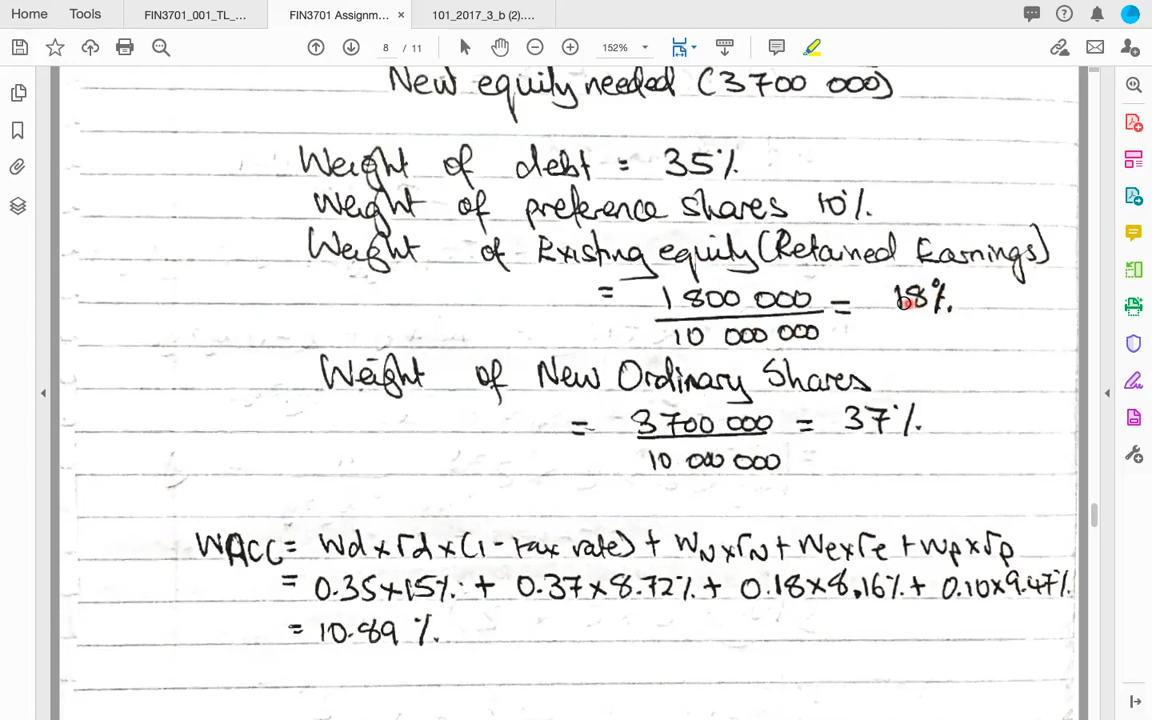 Home Tools FIN3701_001_TL_... FIN3701 Assignm... × 101_2017_3_b (2)....
8 / 11 152%
New equity needed (3700 000)
Weight of debt = 35%
Weight of preference shares 10%
Weight of Existing equity (Retained Earnings)
= 1 800 000 = 18%
10 000 000
Weight of New Ordinary Shares
= 3700 000 = 37%
10 000 000
WACC = Wd x rd x (1 - tax rate) + WN x rN + We x re + Wp x rp
= 0.35 x 15% + 0.37 x 8.72% + 0.18 x 8.16% + 0.10 x 9.47%
= 10.89 %